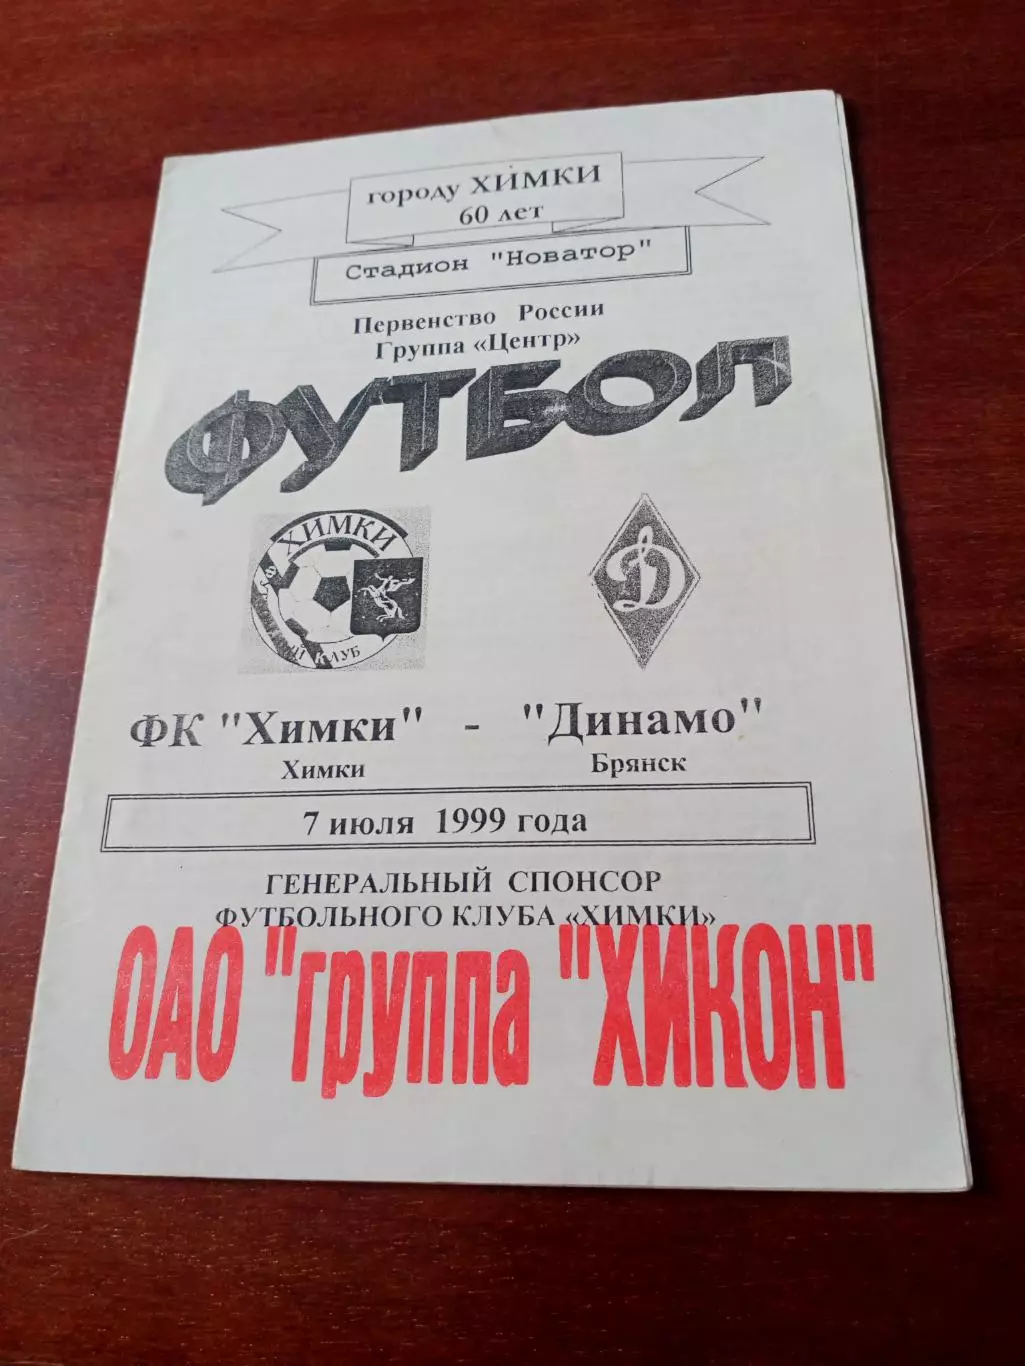 городу ХИМКИ
60 лет
Стадион "Новатор"
Первенство России
Группа «Центр»
ФУТБОЛ
ХИМКИ
КЛУБ
Д
ФК "Химки" - "Динамо"
Химки Брянск
7 июля 1999 года
ГЕНЕРАЛЬНЫЙ СПОНСОР
ФУТБОЛЬНОГО КЛУБА «ХИМКИ»
ОАО "группа "ХИКОН"